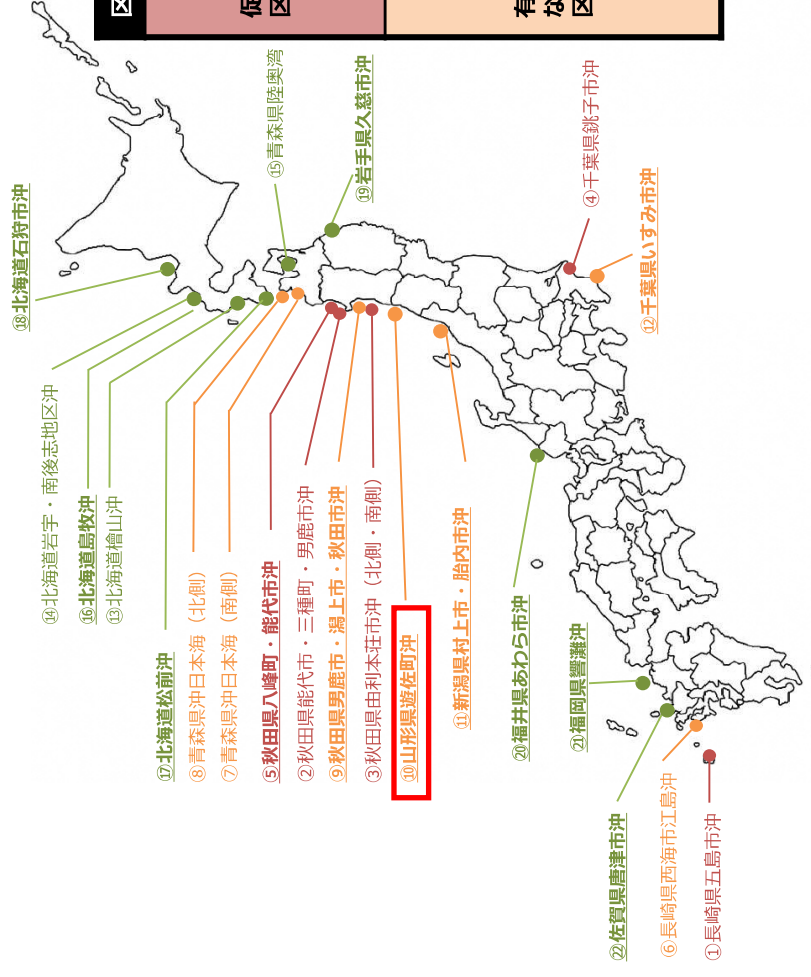 ⑱北海道石狩市沖
⑭北海道岩宇・南後志地区沖
⑯北海道島牧沖
⑬北海道檜山沖
⑰北海道松前沖
⑧青森県沖日本海（北側）
⑦青森県沖日本海（南側）
⑤秋田県八峰町・能代市沖
②秋田県能代市・三種町・男鹿市沖
⑨秋田県男鹿市・潟上市・秋田市沖
③秋田県由利本荘市沖（北側・南側）
⑩山形県遊佐町沖
⑪新潟県村上市・胎内市沖
⑳福井県あわら市沖
㉑福岡県響灘沖
㉒佐賀県唐津市沖
⑥長崎県西海市江島沖
①長崎県五島市沖
⑮青森県陸奥湾
⑲岩手県久慈市沖
④千葉県銚子市沖
⑫千葉県いすみ市沖
区
促
区
有
な
区